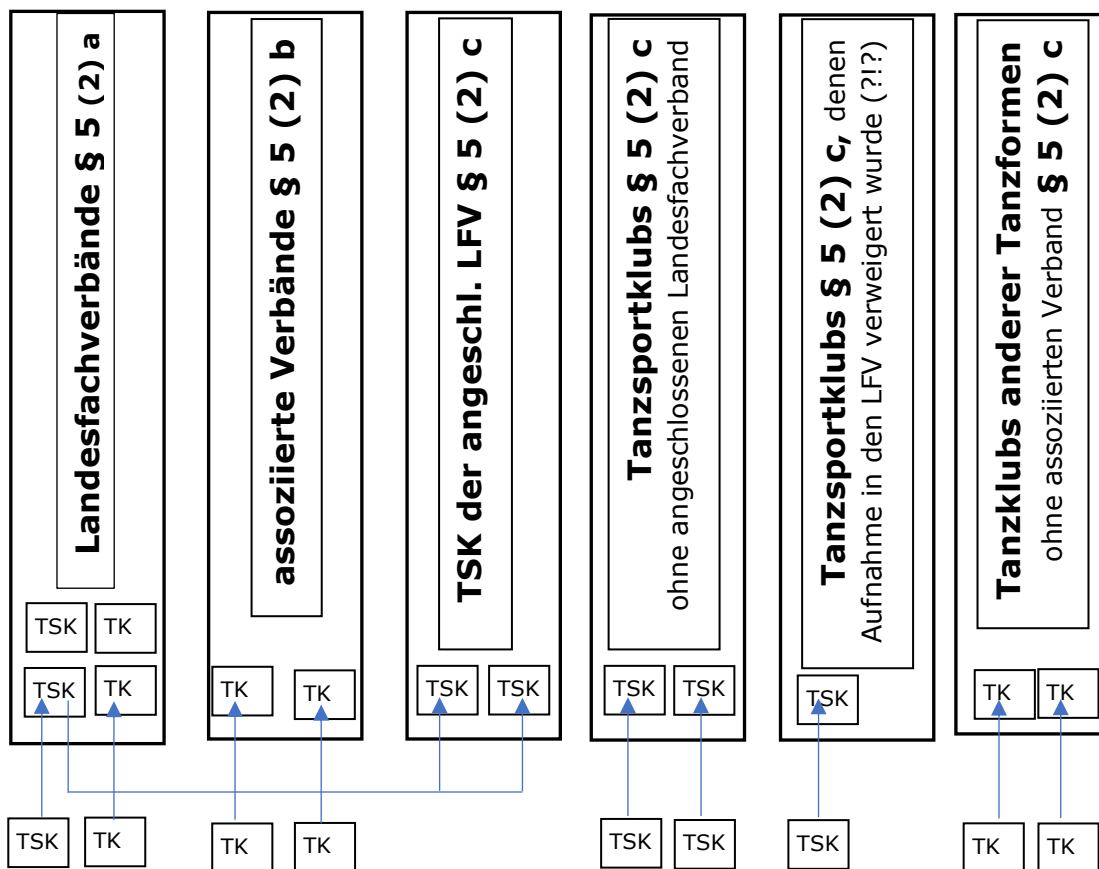 Landesfachverbände § 5 (2) a
assoziierte Verbände § 5 (2) b
TSK der angeschl. LFV § 5 (2) c
Tanzsportklubs § 5 (2) c
ohne angeschlossenen Landesfachverband
Tanzsportklubs § 5 (2) c, denen
Aufnahme in den LFV verweigert wurde (?!?)
Tanzklubs anderer Tanzformen
ohne assoziierten Verband § 5 (2) c
TSK TK
TSK TK TK TK TSK TSK TSK TSK TSK TK TK
TSK TK TK TK TSK TSK TSK TK TK